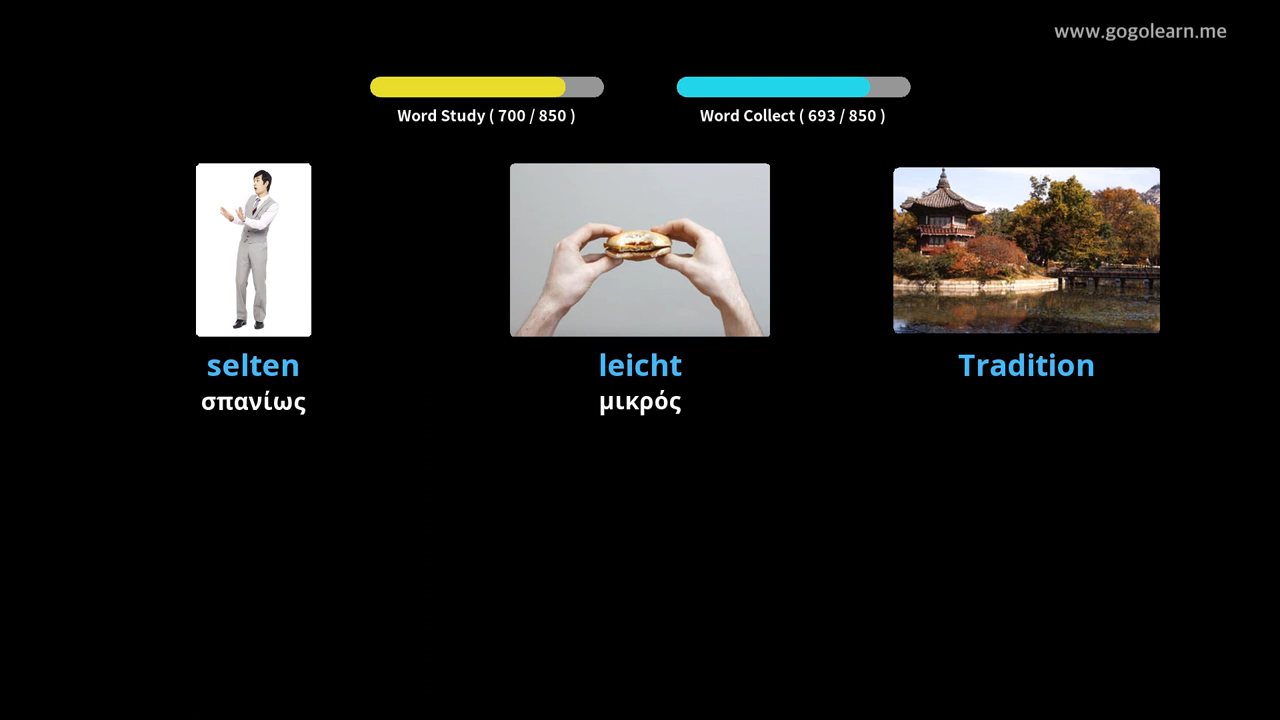 www.gogolearn.me
Word Study ( 700 / 850 )
Word Collect ( 693 / 850 )
selten
σπανίως
leicht
μικρός
Tradition